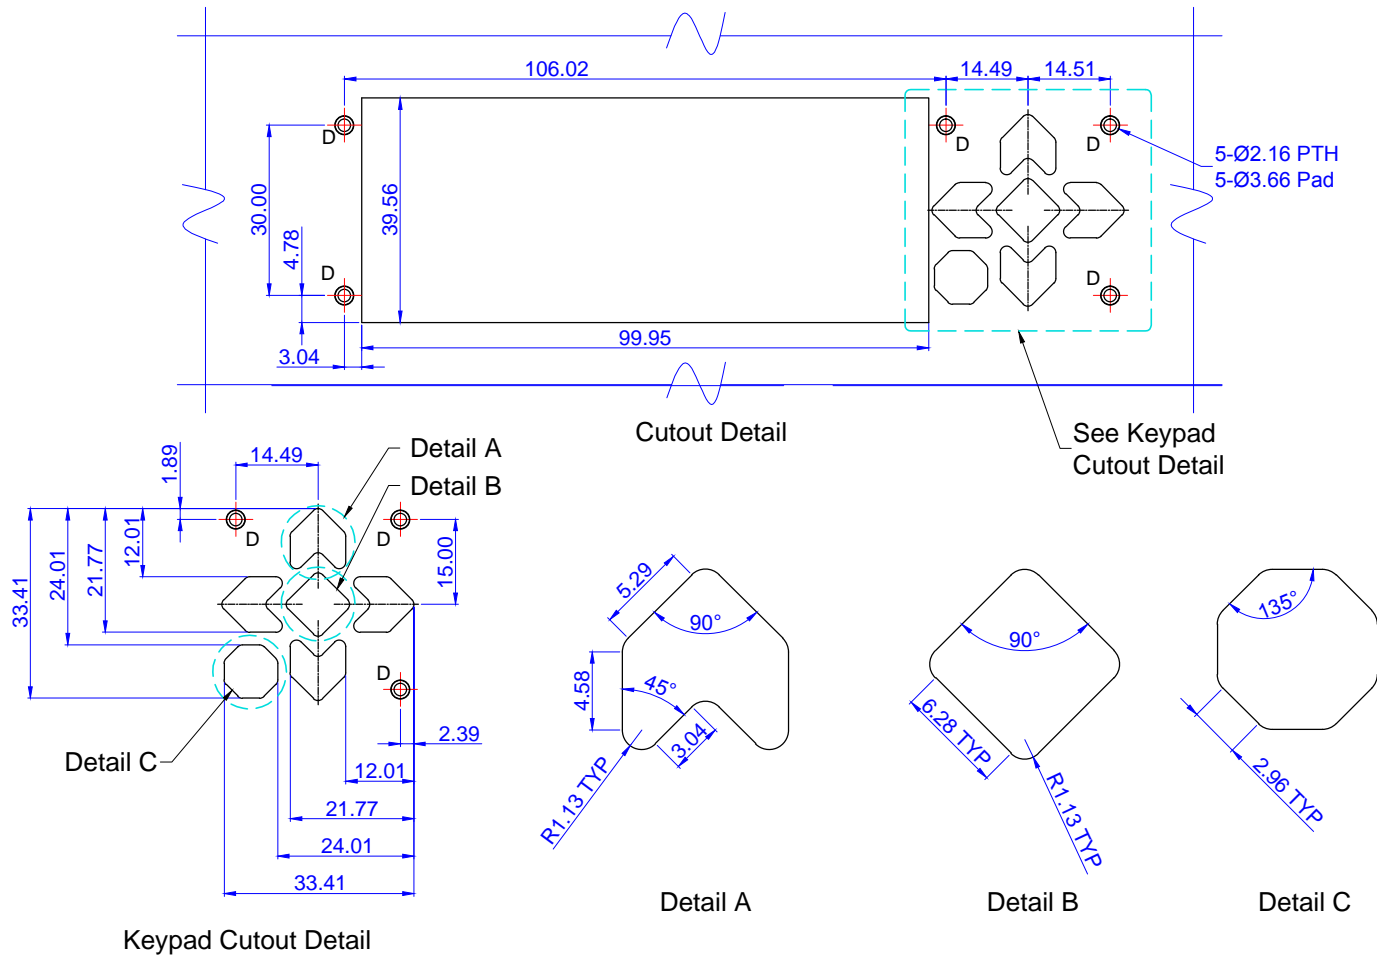 106.02
14.49
14.51
D
D
D
5-Ø2.16 PTH
5-Ø3.66 Pad
30.00
39.56
4.78
D
D
99.95
3.04
Cutout Detail
See Keypad
Cutout Detail
1.89
14.49
Detail A
Detail B
D
D
33.41
24.01
21.77
12.01
15.00
D
2.39
Detail C
12.01
21.77
24.01
33.41
Keypad Cutout Detail
5.29
90°
4.58
45°
3.04
R1.13 TYP
Detail A
90°
6.28 TYP
R1.13 TYP
Detail B
135°
2.96 TYP
Detail C